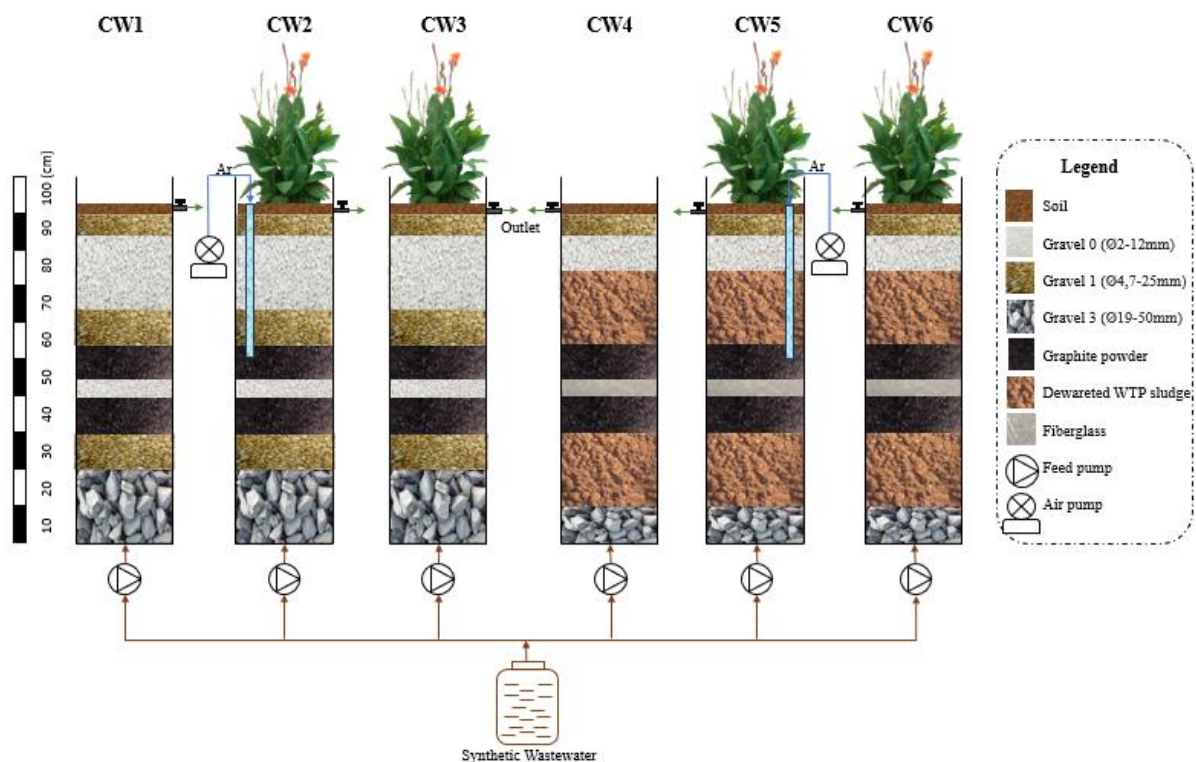 CW1 CW2 CW3 CW4 CW5 CW6
Ar
Ar
100 [cm]
90
80
70
60
50
40
30
20
10
Outlet
Legend
Soil
Gravel 0 (Ø2-12mm)
Gravel 1 (Ø4,7-25mm)
Gravel 3 (Ø19-50mm)
Graphite powder
Dewareted WTP sludge
Fiberglass
Feed pump
Air pump
Synthetic Wastewater